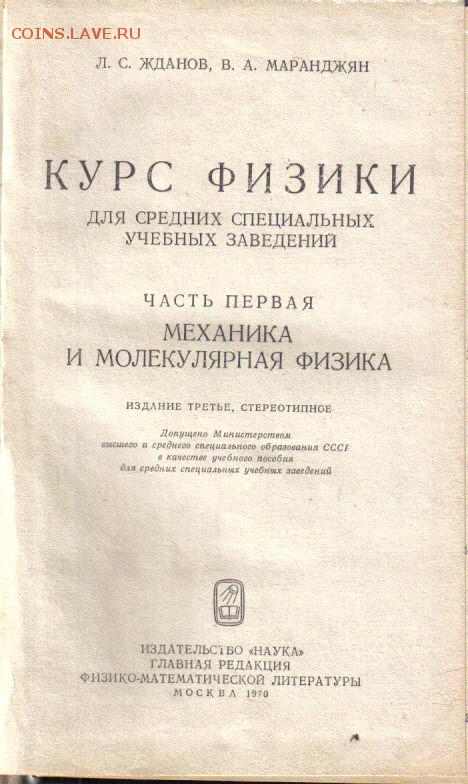 COINS.LAVE.RU
Л. С. ЖДАНОВ, В. А. МАРАНДЖЯН
КУРС ФИЗИКИ
ДЛЯ СРЕДНИХ СПЕЦИАЛЬНЫХ
УЧЕБНЫХ ЗАВЕДЕНИЙ
ЧАСТЬ ПЕРВАЯ
МЕХАНИКА
И МОЛЕКУЛЯРНАЯ ФИЗИКА
ИЗДАНИЕ ТРЕТЬЕ, СТЕРЕОТИПНОЕ
Допущено Министерством
высшего и среднего специального образования СССР
в качестве учебного пособия
для средних специальных учебных заведений
ИЗДАТЕЛЬСТВО «НАУКА»
ГЛАВНАЯ РЕДАКЦИЯ
ФИЗИКО-МАТЕМАТИЧЕСКОЙ ЛИТЕРАТУРЫ
МОСКВА 1970